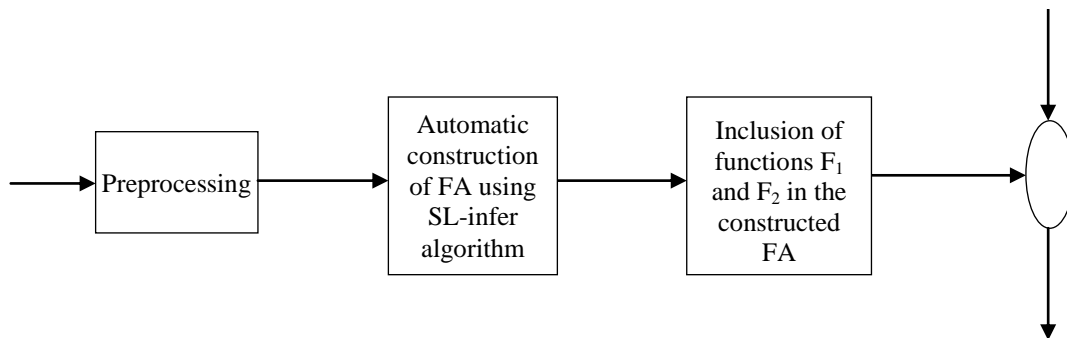 Preprocessing
Automatic
construction
of FA using
SL-infer
algorithm
Inclusion of
functions F₁
and F₂ in the
constructed
FA